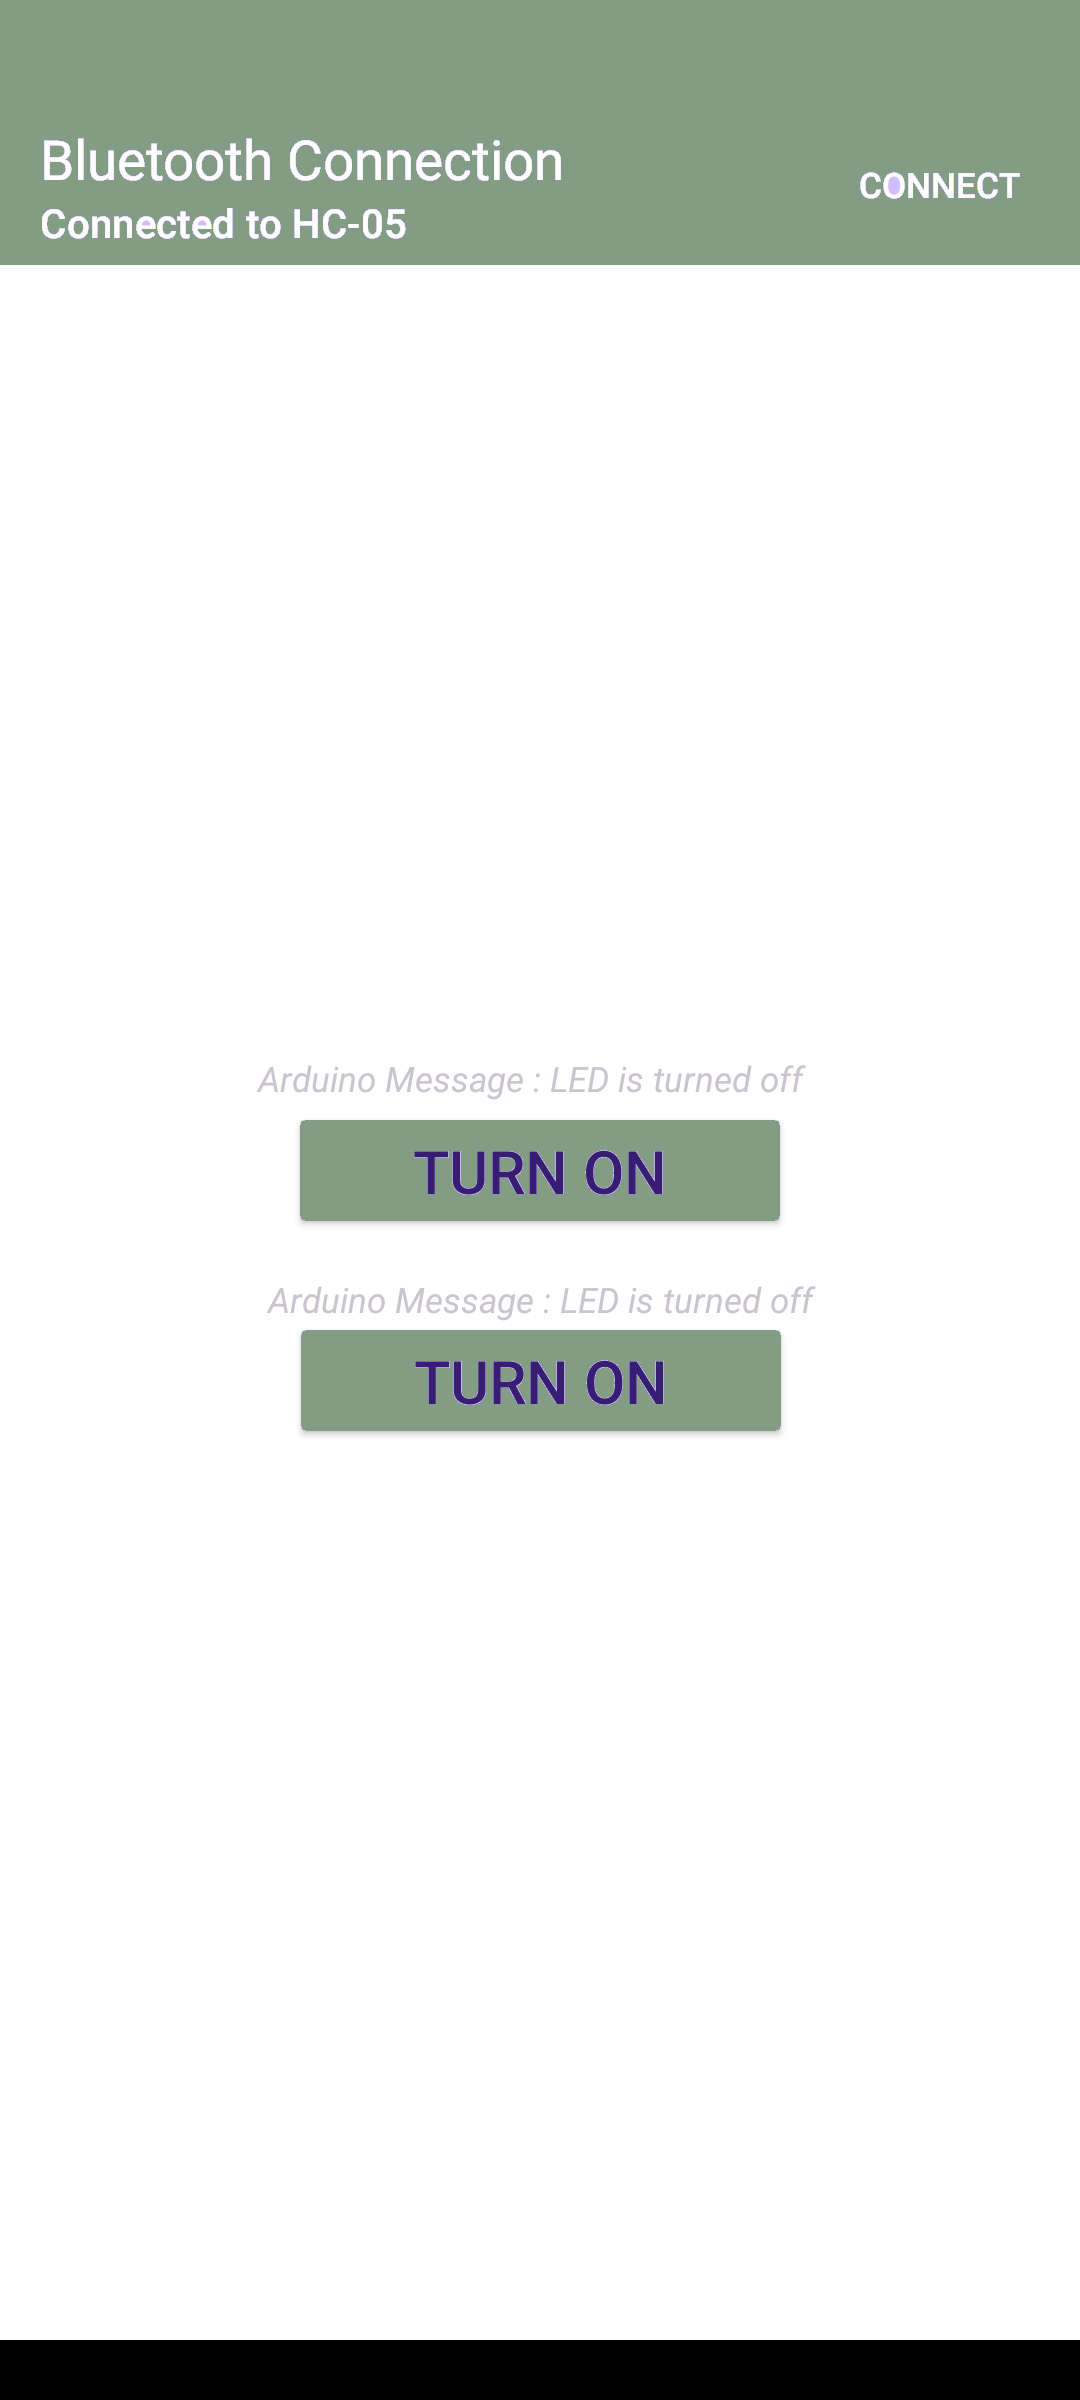 Bluetooth Connection
CONNECT
Connected to HC-05
Arduino Message : LED is turned off
TURN ON
Arduino Message : LED is turned off
TURN ON